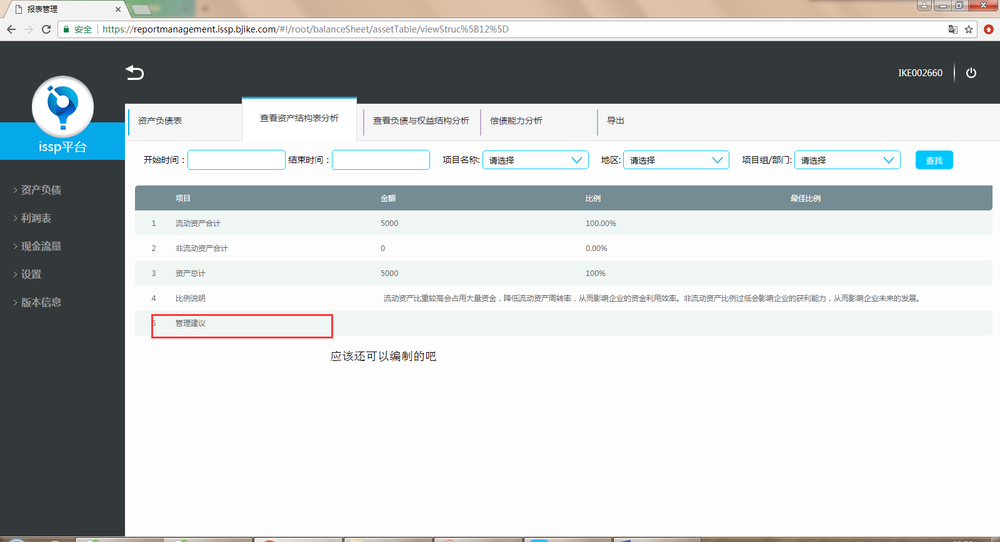 报表管理
安全 https://reportmanagement.issp.bjike.com/#!/root/balanceSheet/assetTable/viewStruc%5B12%5D
IKE002660
issp平台
资产负债
利润表
现金流量
设置
版本信息
资产负债表 查看资产结构表分析 查看负债与权益结构分析 偿债能力分析 导出
开始时间： 结束时间： 项目名称: 请选择 地区: 请选择 项目组/部门: 请选择 查找
项目 金额 比例 最佳比例
1 流动资产合计 5000 100.00%
2 非流动资产合计 0 0.00%
3 资产总计 5000 100%
4 比例说明 流动资产比重较高会占用大量资金，降低流动资产周转率，从而影响企业的资金利用效率。非流动资产比例过低会影响企业的获利能力，从而影响企业未来的发展。
5 管理建议
应该还可以编制的吧